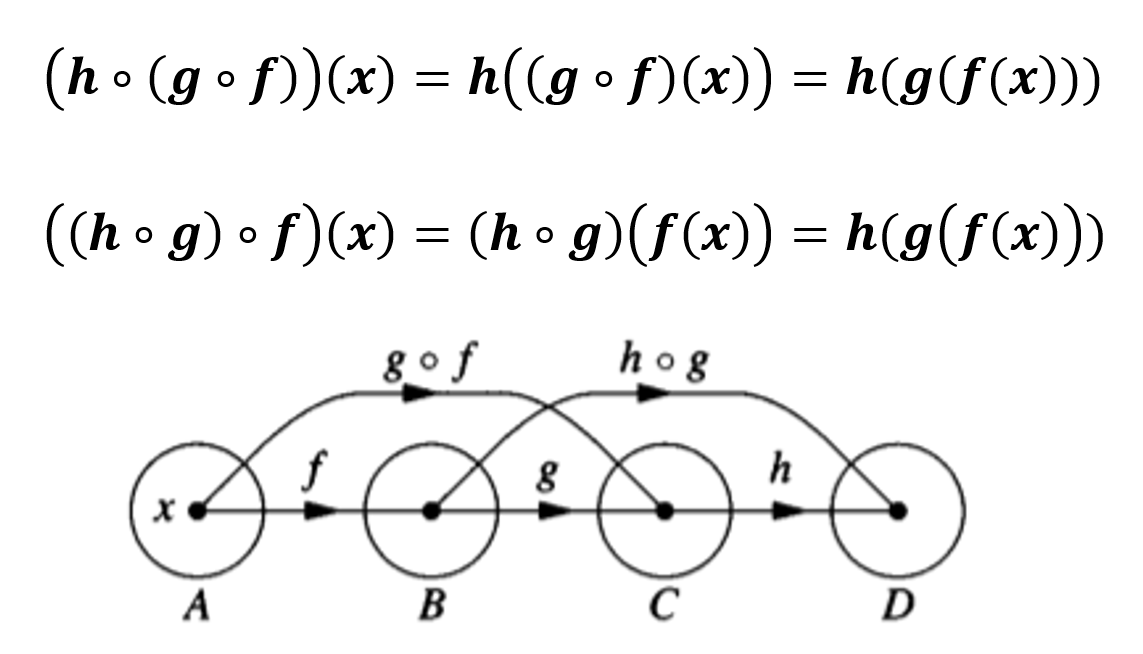 (h ∘ (g ∘ f))(x) = h((g ∘ f)(x)) = h(g(f(x)))
((h ∘ g) ∘ f)(x) = (h ∘ g)(f(x)) = h(g(f(x)))
g ∘ f h ∘ g
f g h
x
A B C D